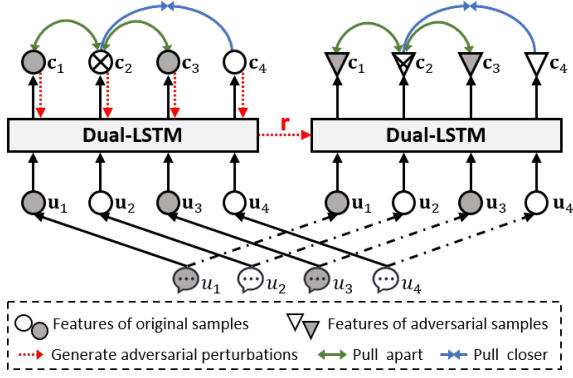 c1 c2 c3 c4 c1 c2 c3 c4
Dual-LSTM r Dual-LSTM
u1 u2 u3 u4 u1 u2 u3 u4
u1 u2 u3 u4
Features of original samples Features of adversarial samples
Generate adversarial perturbations Pull apart Pull closer